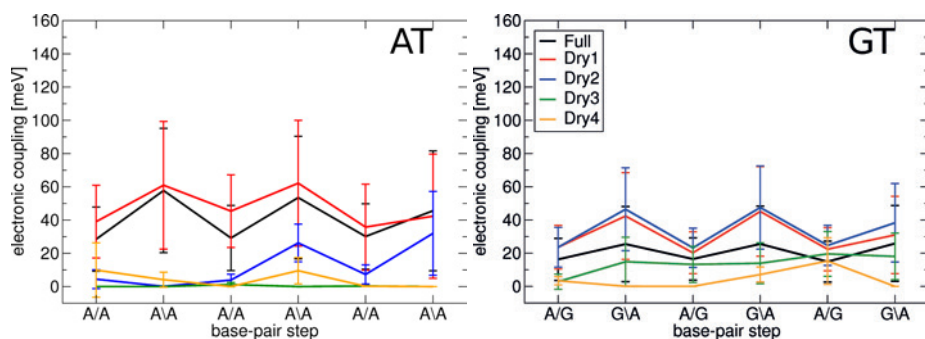 160
140
120
100
80
60
40
20
0
electronic coupling [meV]
AT
A/A A\A A/A A\A A/A A\A
base-pair step
160
140
120
100
80
60
40
20
0
electronic coupling [meV]
GT
Full
Dry1
Dry2
Dry3
Dry4
A/G G\A A/G G\A A/G G\A
base-pair step